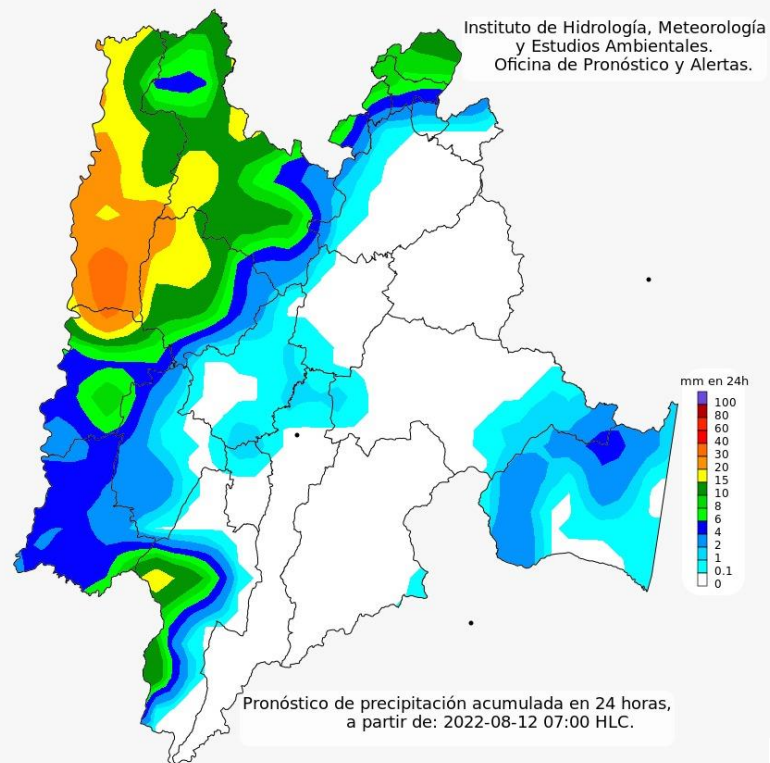 Instituto de Hidrología, Meteorología
y Estudios Ambientales.
Oficina de Pronóstico y Alertas.
mm en 24h
100
80
60
40
30
20
15
10
8
6
4
2
1
0.1
0
Pronóstico de precipitación acumulada en 24 horas,
a partir de: 2022-08-12 07:00 HLC.